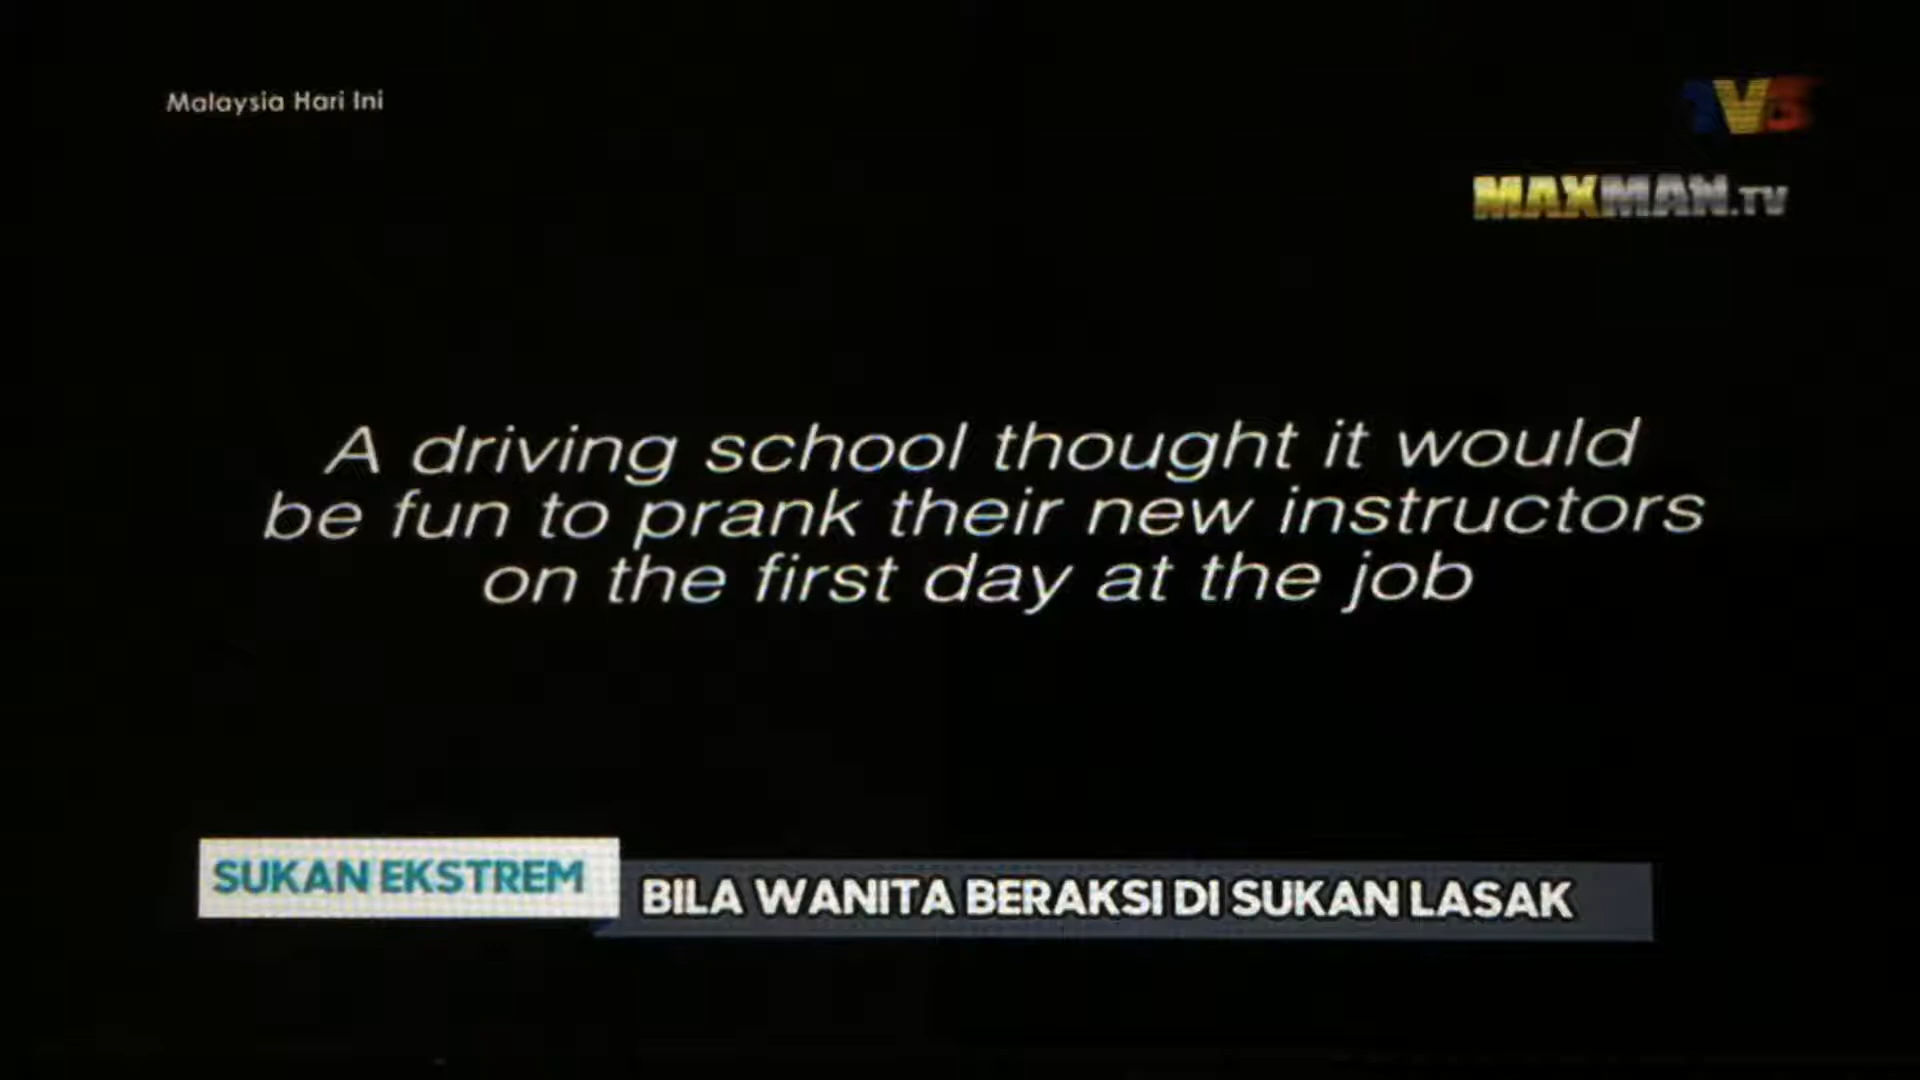 Malaysia Hari Ini
TV3
MAXMAN.TV
A driving school thought it would
be fun to prank their new instructors
on the first day at the job
SUKAN EKSTREM
BILA WANITA BERAKSI DI SUKAN LASAK